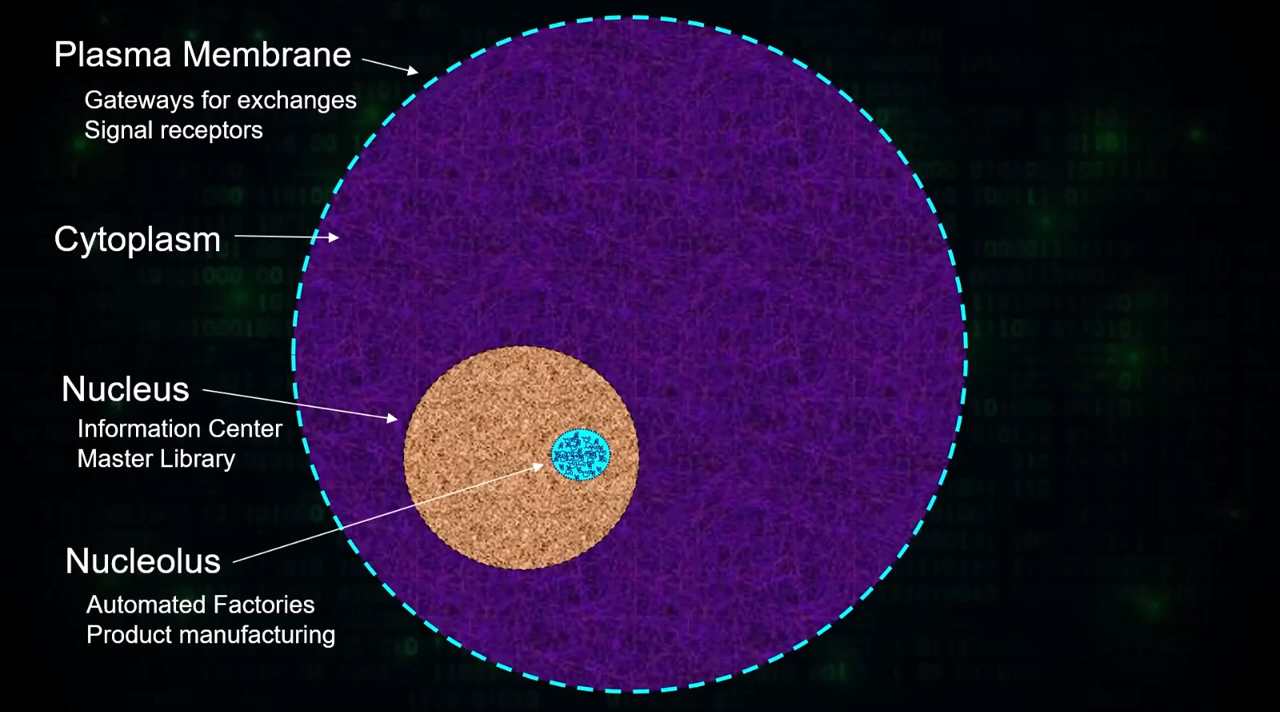 Plasma Membrane
Gateways for exchanges
Signal receptors
Cytoplasm
Nucleus
Information Center
Master Library
Nucleolus
Automated Factories
Product manufacturing